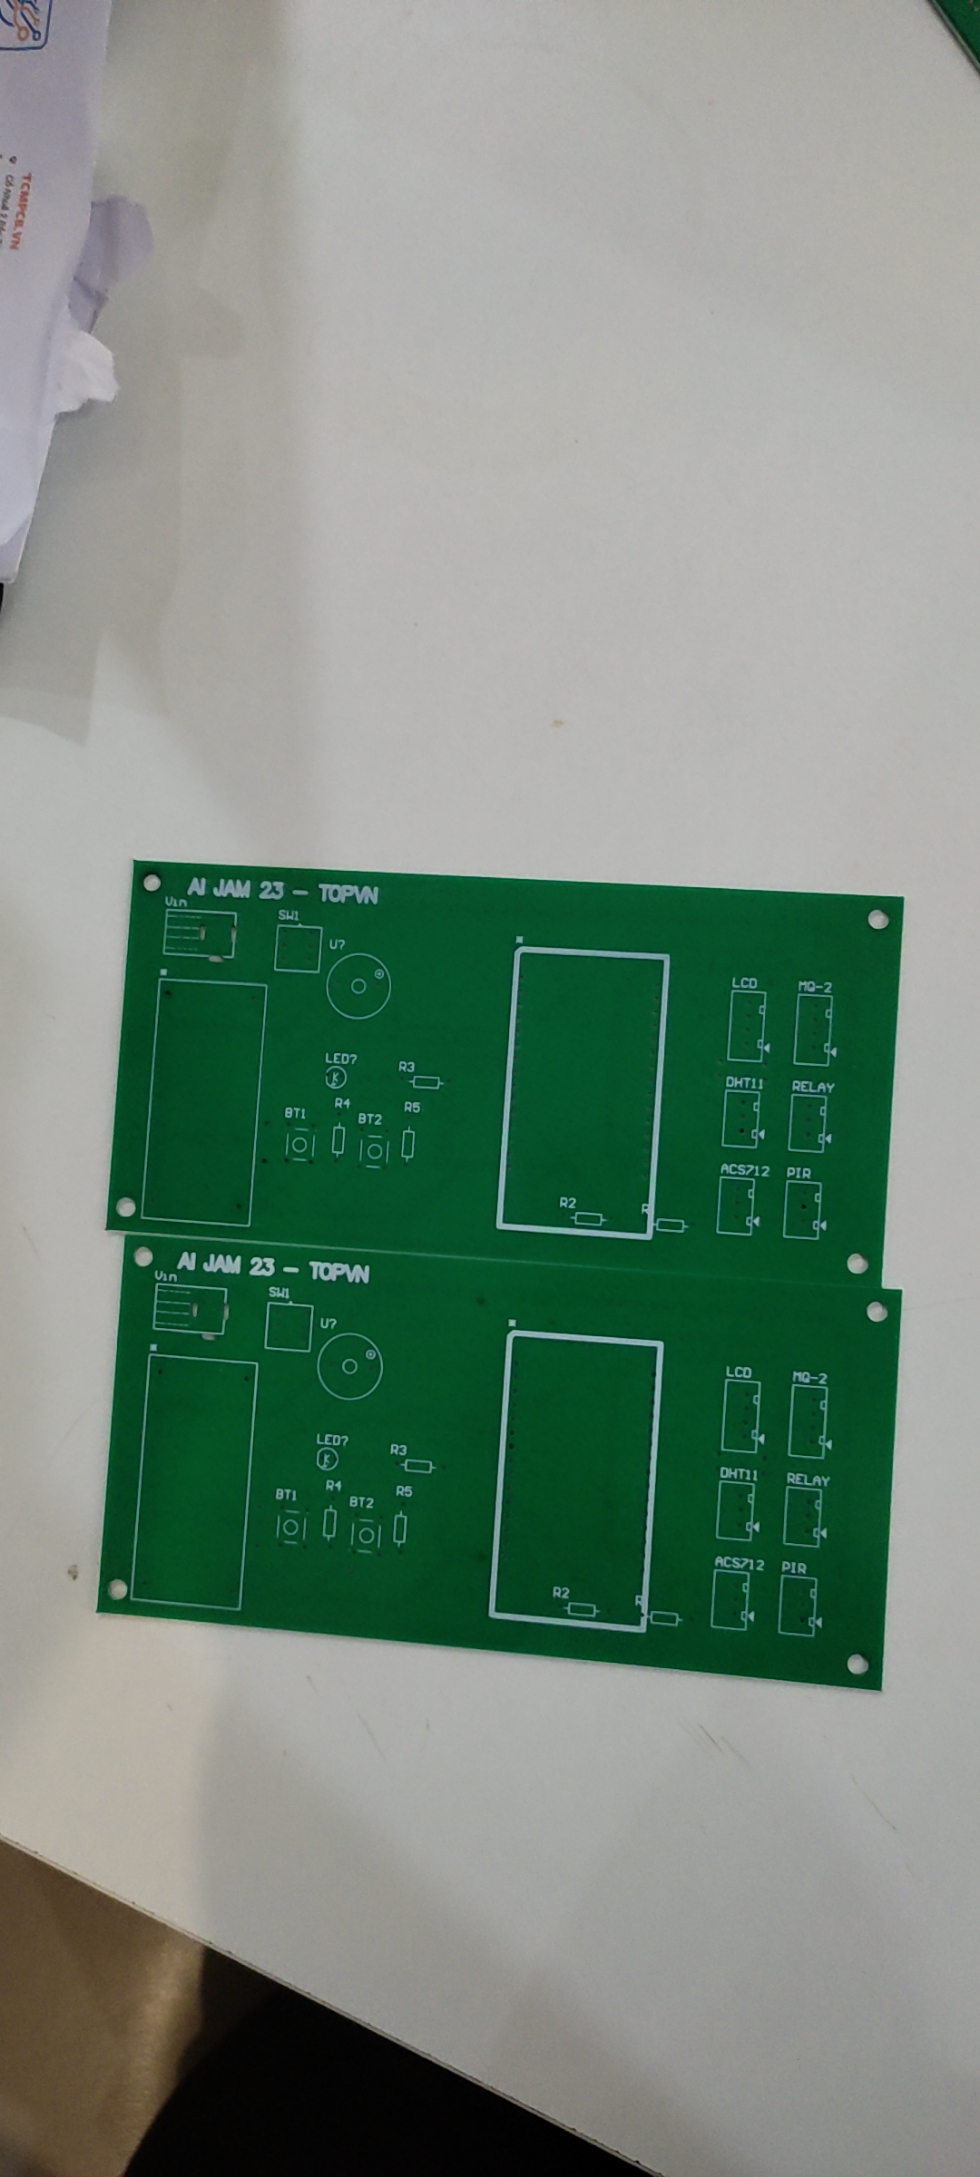 TCMPCB.VN
AI JAM 23 - TOPVN
Vin
SW1
U?
LCD
MQ-2
LED?
R3
DHT11
RELAY
BT1
R4
BT2
R5
ACS712
PIR
R2
R
AI JAM 23 - TOPVN
Vin
SW1
U?
LCD
MQ-2
LED?
R3
DHT11
RELAY
BT1
R4
BT2
R5
ACS712
PIR
R2
R